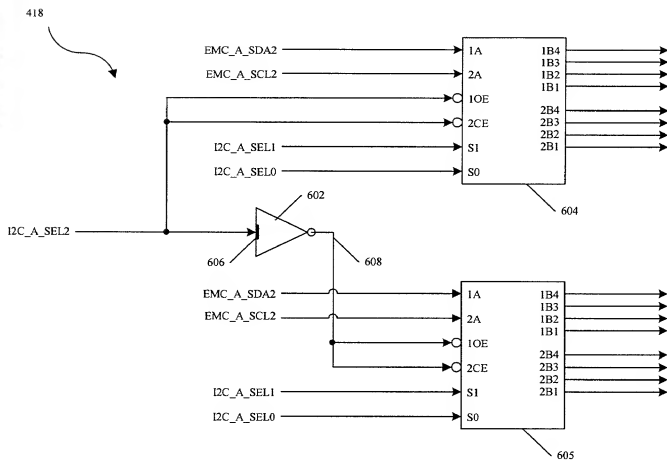 418
EMC_A_SDA2 1A 1B4
1B3
EMC_A_SCL2 2A 1B2
1B1
1OE
2B4
2CE 2B3
2B2
I2C_A_SEL1 S1 2B1
I2C_A_SEL0 S0
604
602
I2C_A_SEL2
606 608
EMC_A_SDA2 1A 1B4
1B3
EMC_A_SCL2 2A 1B2
1B1
1OE
2B4
2CE 2B3
2B2
I2C_A_SEL1 S1 2B1
I2C_A_SEL0 S0
605